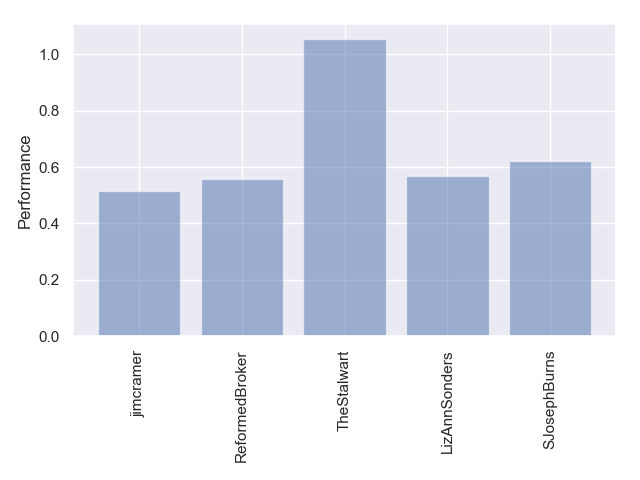 1.0
0.8
0.6
0.4
0.2
0.0
Performance
jimcramer
ReformedBroker
TheStalwart
LizAnnSonders
SJosephBurns